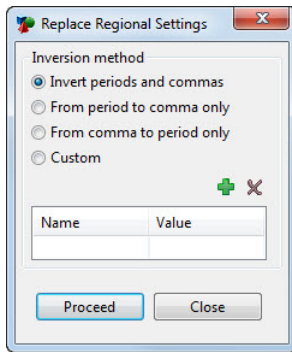 Replace Regional Settings
Inversion method
Invert periods and commas
From period to comma only
From comma to period only
Custom
Name Value
Proceed Close